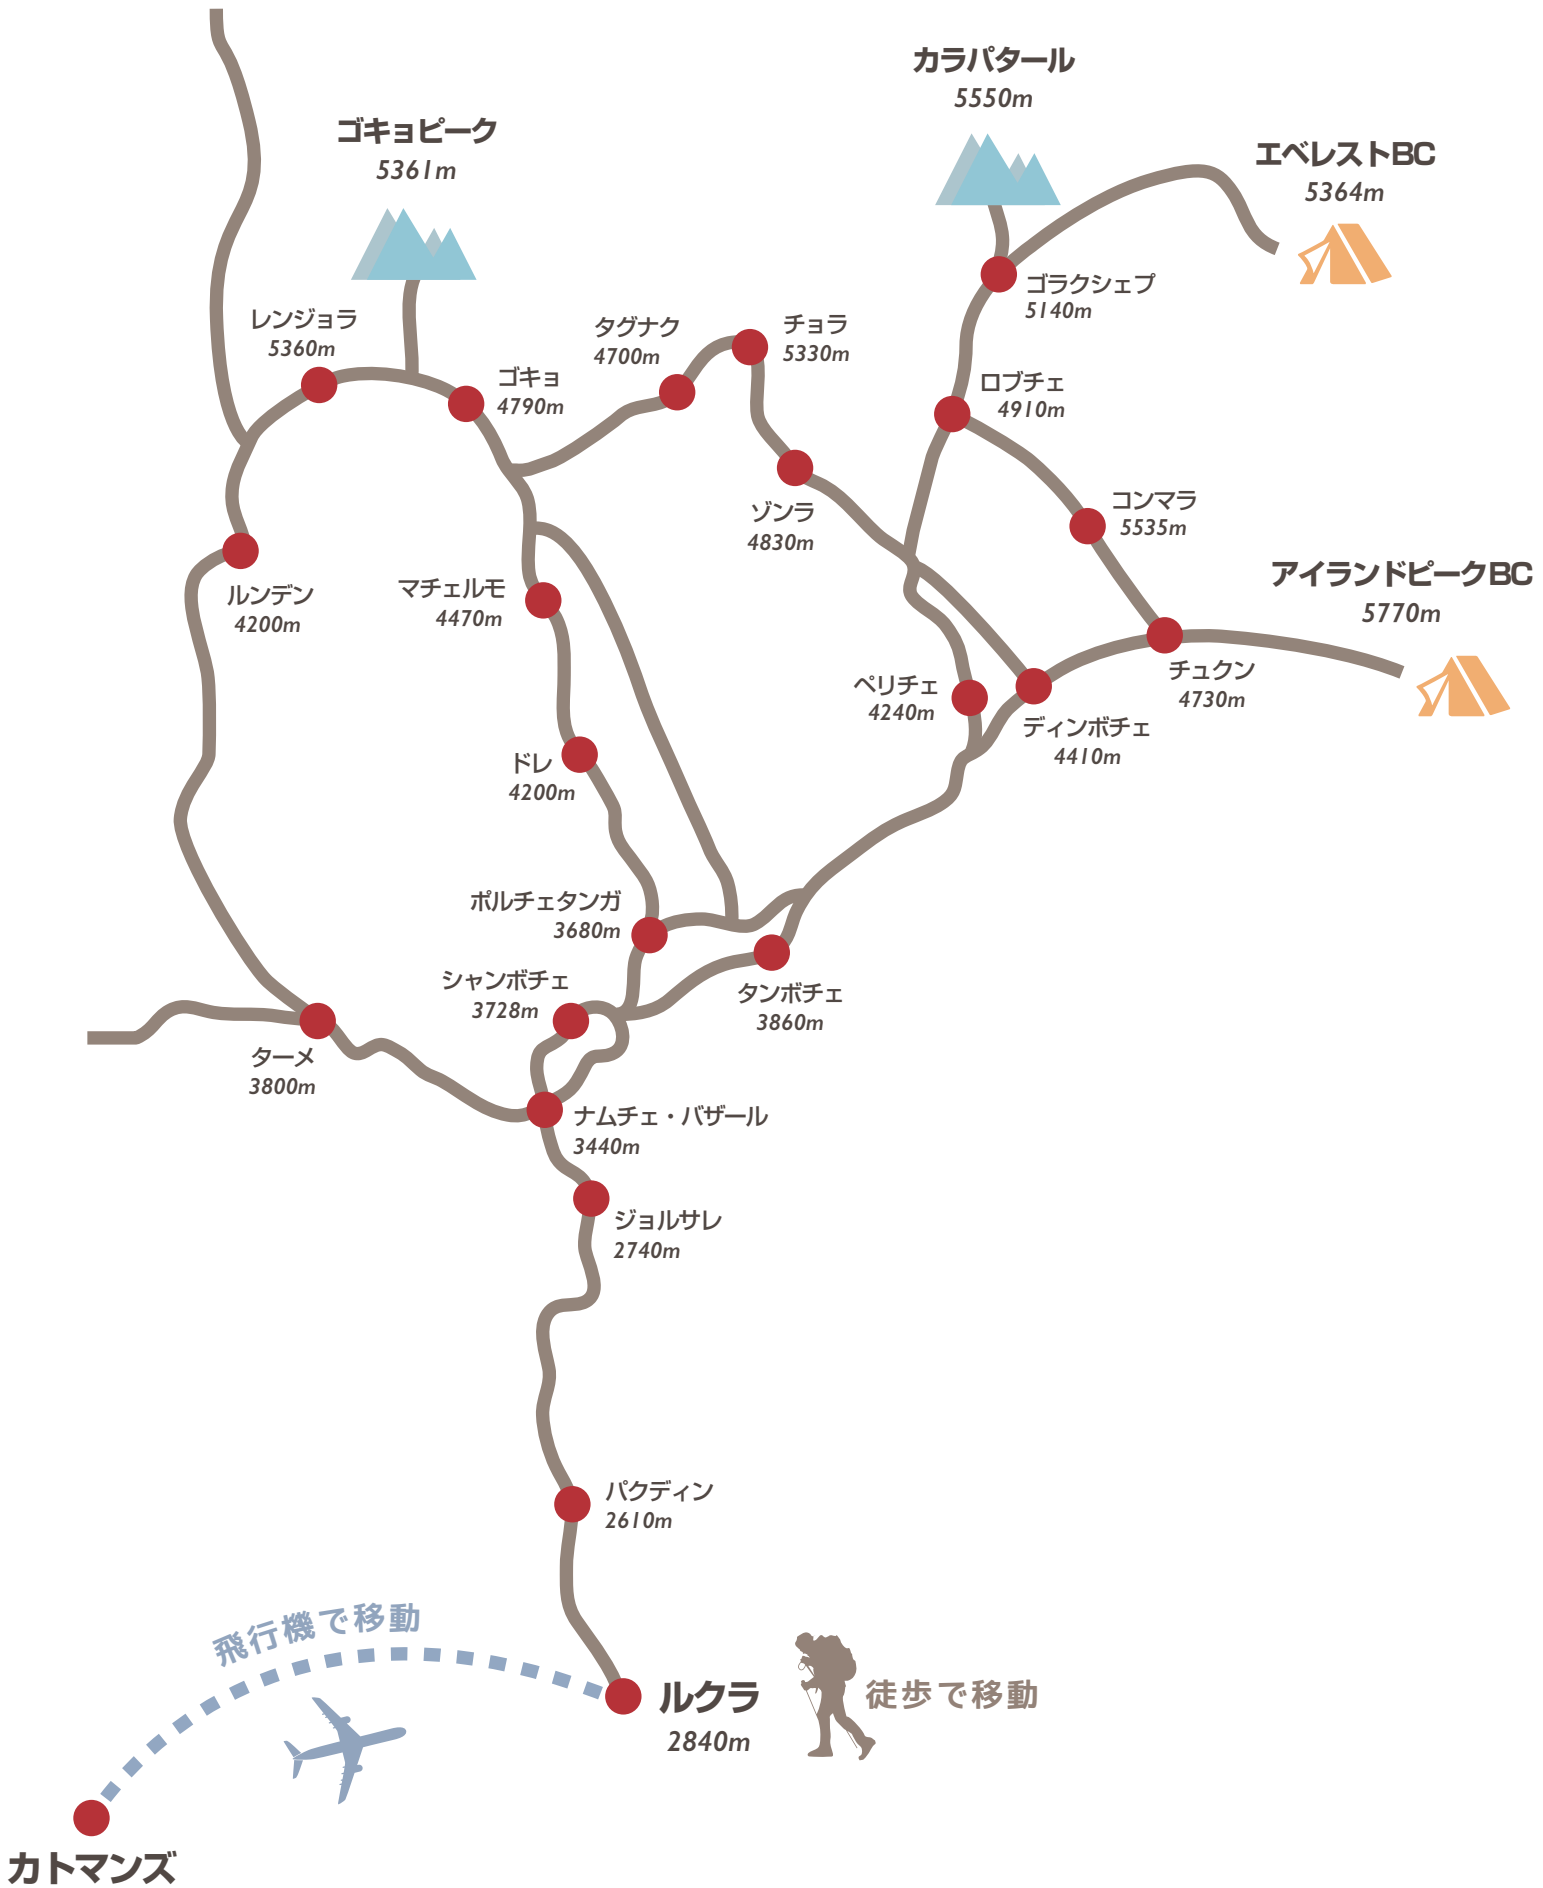 カラパタール
5550m
ゴキョピーク
5361m
エベレストBC
5364m
ゴラクシェプ
5140m
レンジョラ
5360m
タグナク
4700m
チョラ
5330m
ゴキョ
4790m
ロブチェ
4910m
コンマラ
5535m
ゾンラ
4830m
アイランドピークBC
5770m
マチェルモ
4470m
ルンデン
4200m
チュクン
4730m
ペリチェ
4240m
ディンボチェ
4410m
ドレ
4200m
ポルチェタンガ
3680m
シャンボチェ
3728m
タンボチェ
3860m
ターメ
3800m
ナムチェ・バザール
3440m
ジョルサレ
2740m
パクディン
2610m
飛行機で移動
ルクラ
2840m
徒歩で移動
カトマンズ